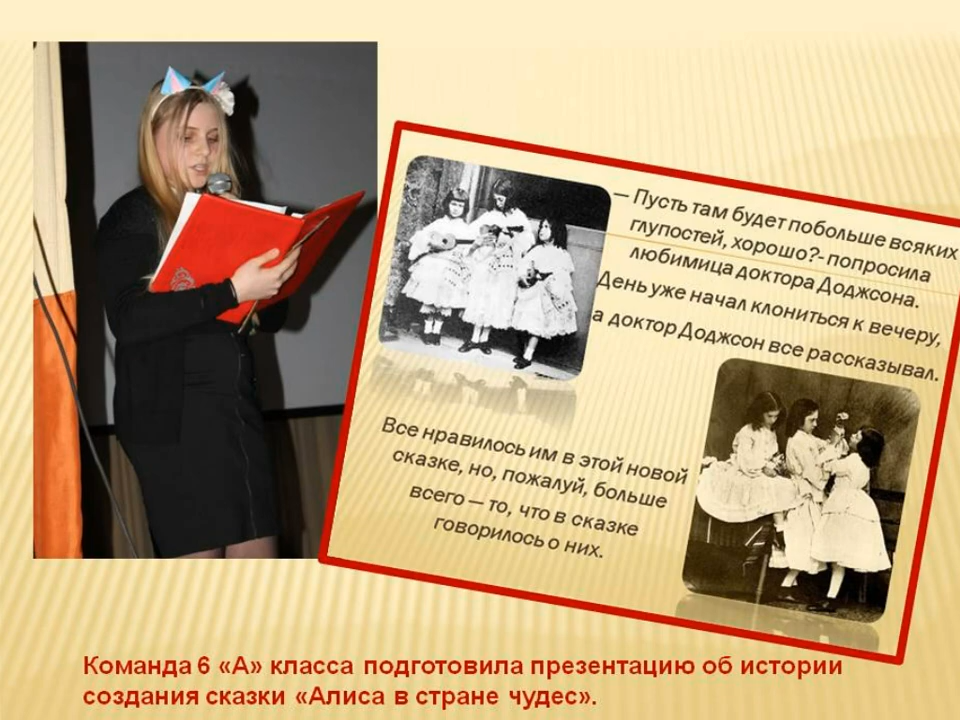 — Пусть там будет побольше всяких
глупостей, хорошо?- попросила
любимица доктора Доджсона.
День уже начал клониться к вечеру,
а доктор Доджсон все рассказывал.
Все нравилось им в этой новой
сказке, но, пожалуй, больше
всего — то, что в сказке
говорилось о них.
Команда 6 «А» класса подготовила презентацию об истории
создания сказки «Алиса в стране чудес».